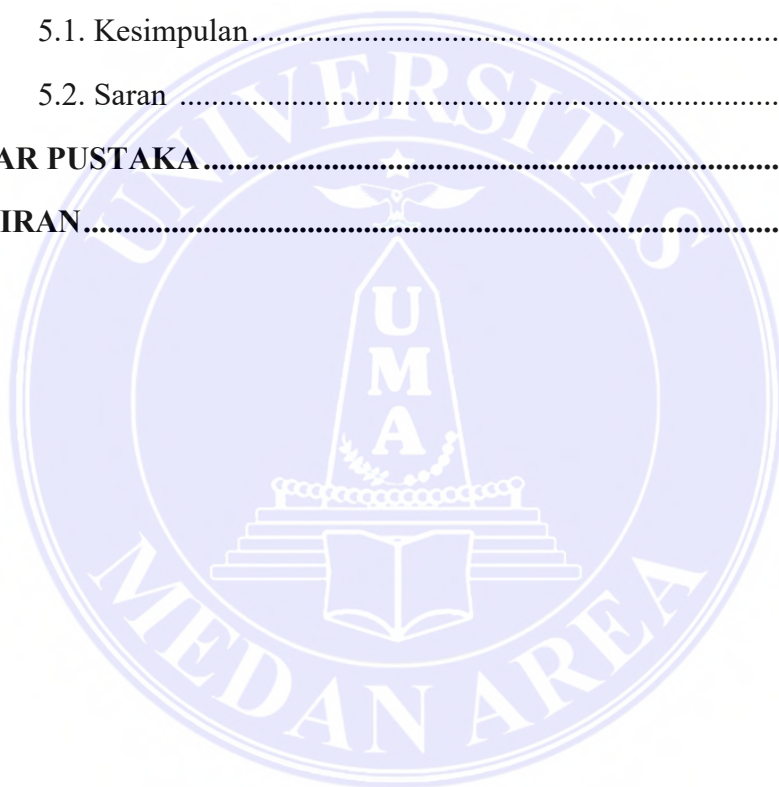 5.1. Kesimpulan........................................................................
5.2. Saran ..................................................................................
AR PUSTAKA.................................................................................
IRAN...................................................................................................
UNIVERSITAS
UMA
MEDAN AREA